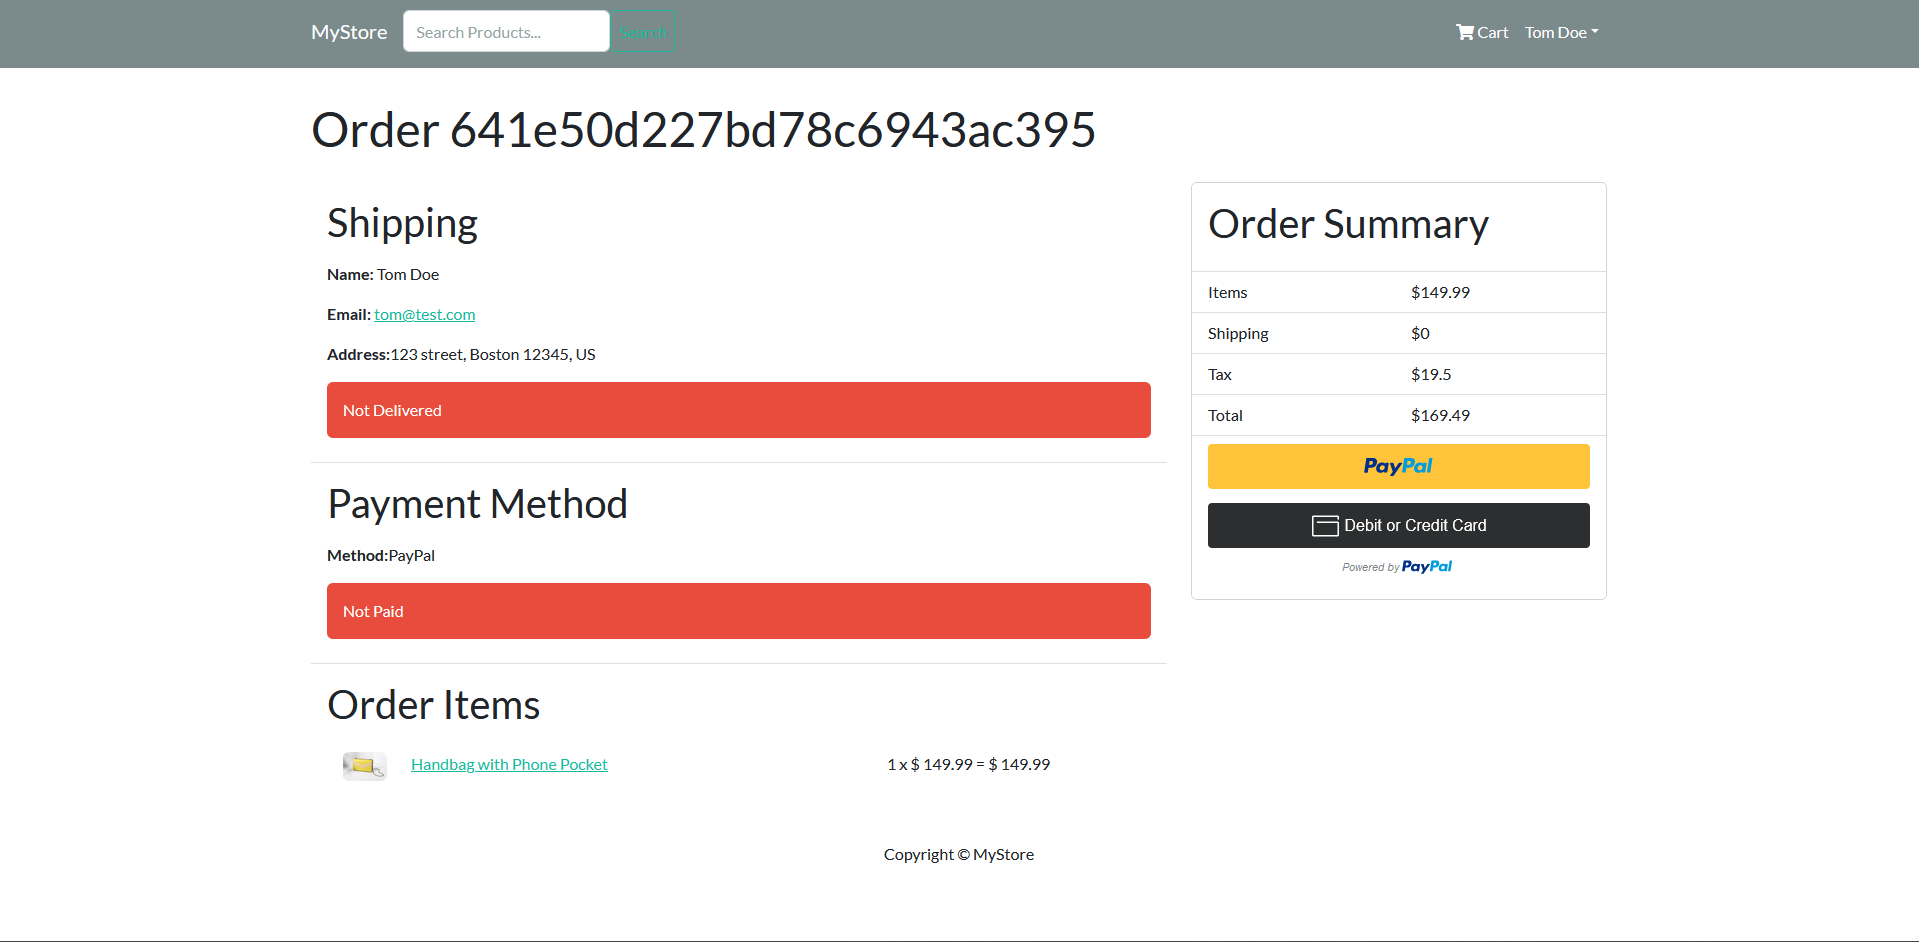 MyStore
Search Products...
Search
Cart
Tom Doe
Order 641e50d227bd78c6943ac395
Shipping
Name: Tom Doe
Email: tom@test.com
Address:123 street, Boston 12345, US
Not Delivered
Payment Method
Method:PayPal
Not Paid
Order Items
Handbag with Phone Pocket
1 x $ 149.99 = $ 149.99
Order Summary
Items $149.99
Shipping $0
Tax $19.5
Total $169.49
PayPal
Debit or Credit Card
Powered by PayPal
Copyright © MyStore